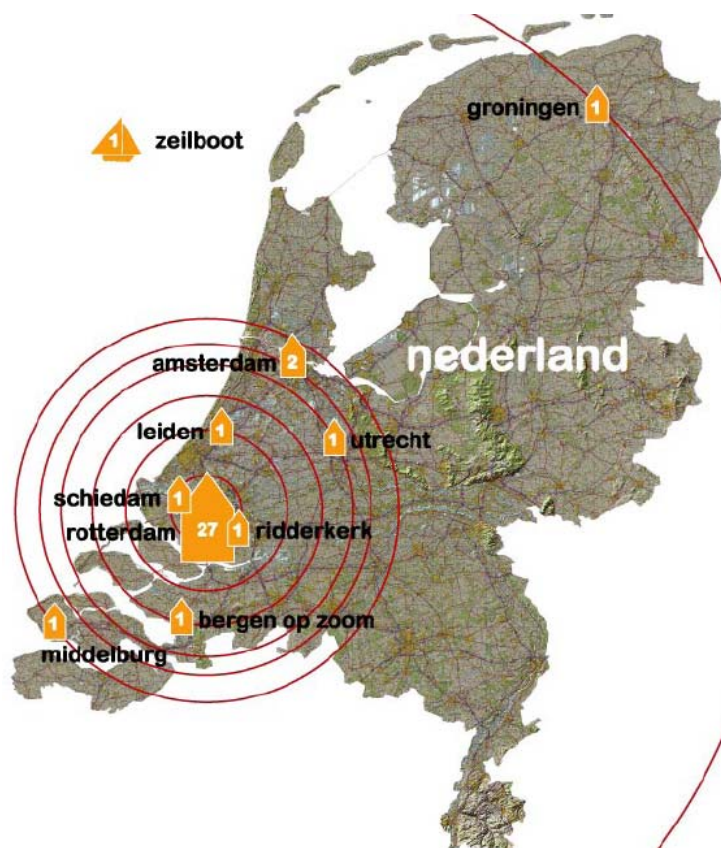 groningen 1
1 zeilboot
amsterdam 2
nederland
leiden 1
1 utrecht
schiedam 1
rotterdam 27
1 ridderkerk
1 bergen op zoom
1
middelburg